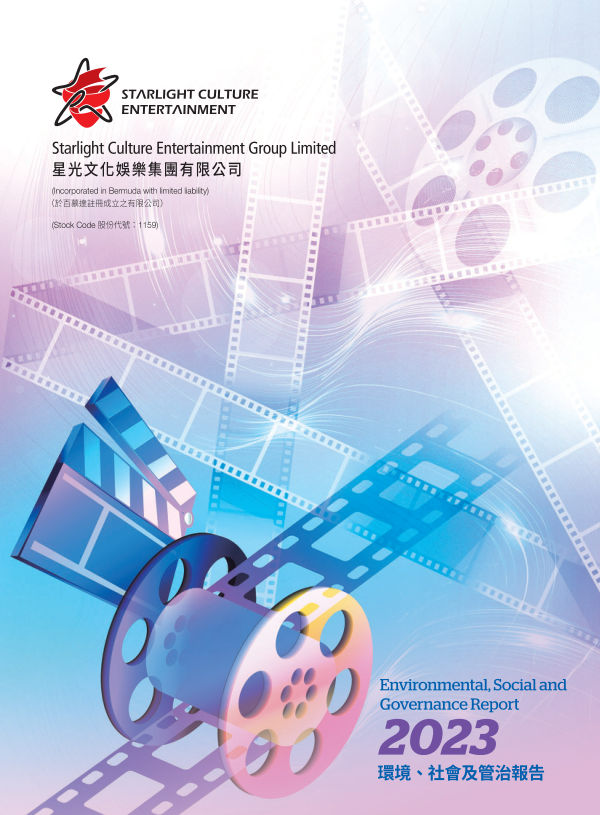 STARLIGHT CULTURE
ENTERTAINMENT
Starlight Culture Entertainment Group Limited
星光文化娛樂集團有限公司
(Incorporated in Bermuda with limited liability)
(於百慕達註冊成立之有限公司)
(Stock Code 股份代號：1159)
Environmental, Social and
Governance Report
2023
環境、社會及管治報告